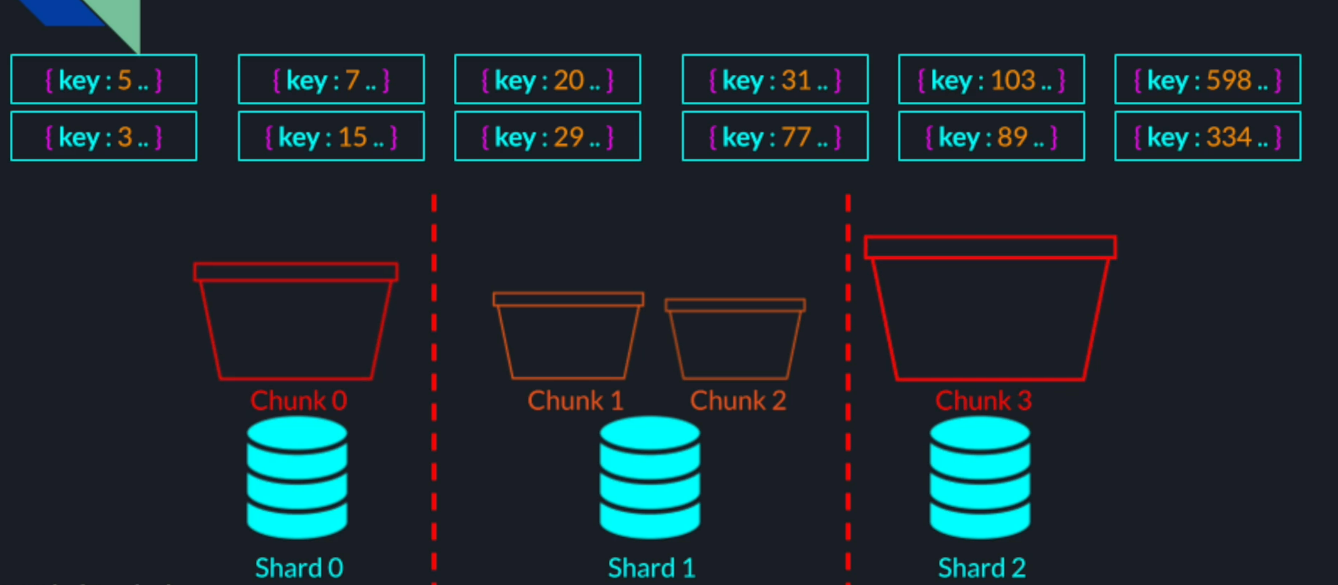 { key : 5 .. } { key : 7 .. } { key : 20 .. } { key : 31 .. } { key : 103 .. } { key : 598 .. }
{ key : 3 .. } { key : 15 .. } { key : 29 .. } { key : 77 .. } { key : 89 .. } { key : 334 .. }
Chunk 0 Chunk 1 Chunk 2 Chunk 3
Shard 0 Shard 1 Shard 2